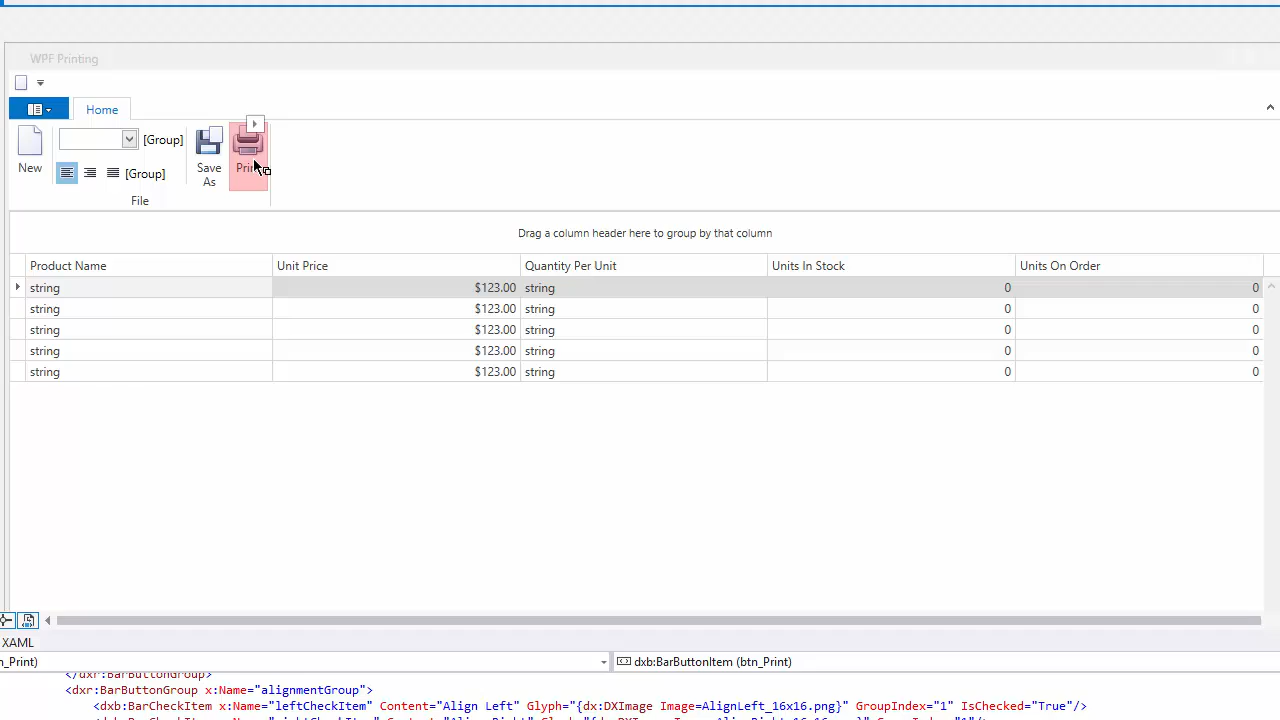 WPF Printing
Home
[Group]
New
[Group]
Save As
Print
File
Drag a column header here to group by that column
Product Name Unit Price Quantity Per Unit Units In Stock Units On Order
string $123.00 string 0 0
string $123.00 string 0 0
string $123.00 string 0 0
string $123.00 string 0 0
string $123.00 string 0 0
XAML
n_Print) dxb:BarButtonItem (btn_Print)
</dxr:BarButtonGroup>
<dxr:BarButtonGroup x:Name="alignmentGroup">
<dxb:BarCheckItem x:Name="leftCheckItem" Content="Align Left" Glyph="{dx:DXImage Image=AlignLeft_16x16.png}" GroupIndex="1" IsChecked="True"/>